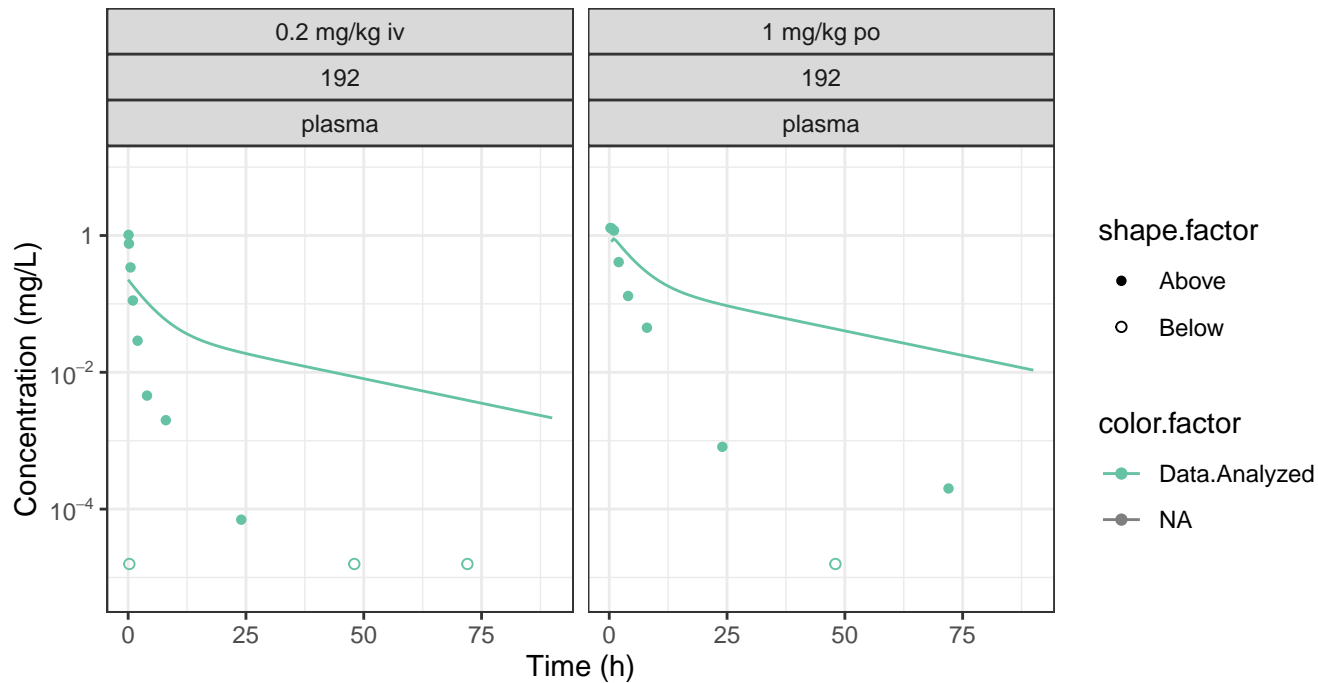 0.2 mg/kg iv
192
plasma
1 mg/kg po
192
plasma
Concentration (mg/L)
1
10⁻²
10⁻⁴
0 25 50 75
0 25 50 75
Time (h)
shape.factor
Above
Below
color.factor
Data.Analyzed
NA